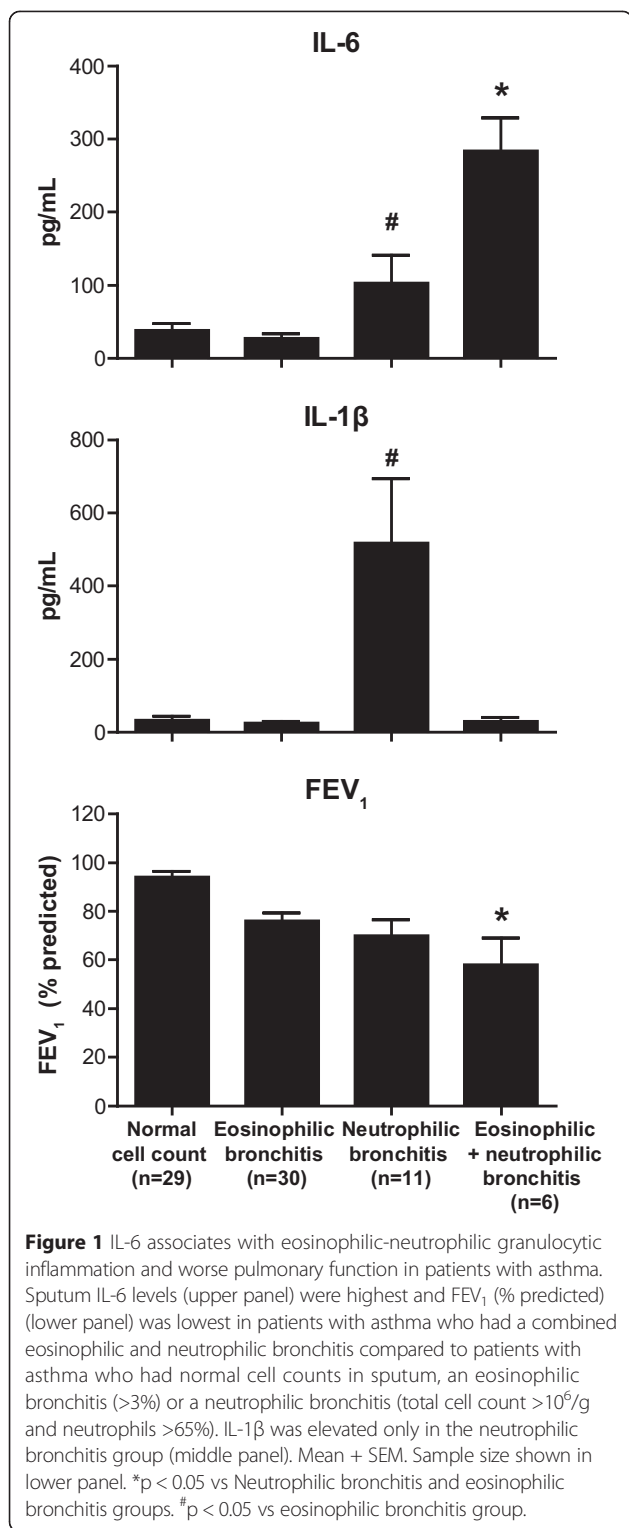 IL-6
400
300
200
100
0
pg/mL
#
*
IL-1β
800
600
400
200
0
pg/mL
#
FEV₁
120
100
80
60
40
20
0
FEV₁ (% predicted)
*
Normal cell count (n=29)
Eosinophilic bronchitis (n=30)
Neutrophilic bronchitis (n=11)
Eosinophilic + neutrophilic bronchitis (n=6)
Figure 1 IL-6 associates with eosinophilic-neutrophilic granulocytic
inflammation and worse pulmonary function in patients with asthma.
Sputum IL-6 levels (upper panel) were highest and FEV₁ (% predicted)
(lower panel) was lowest in patients with asthma who had a combined
eosinophilic and neutrophilic bronchitis compared to patients with
asthma who had normal cell counts in sputum, an eosinophilic
bronchitis (>3%) or a neutrophilic bronchitis (total cell count >10⁶/g
and neutrophils >65%). IL-1β was elevated only in the neutrophilic
bronchitis group (middle panel). Mean + SEM. Sample size shown in
lower panel. *p < 0.05 vs Neutrophilic bronchitis and eosinophilic
bronchitis groups. #p < 0.05 vs eosinophilic bronchitis group.